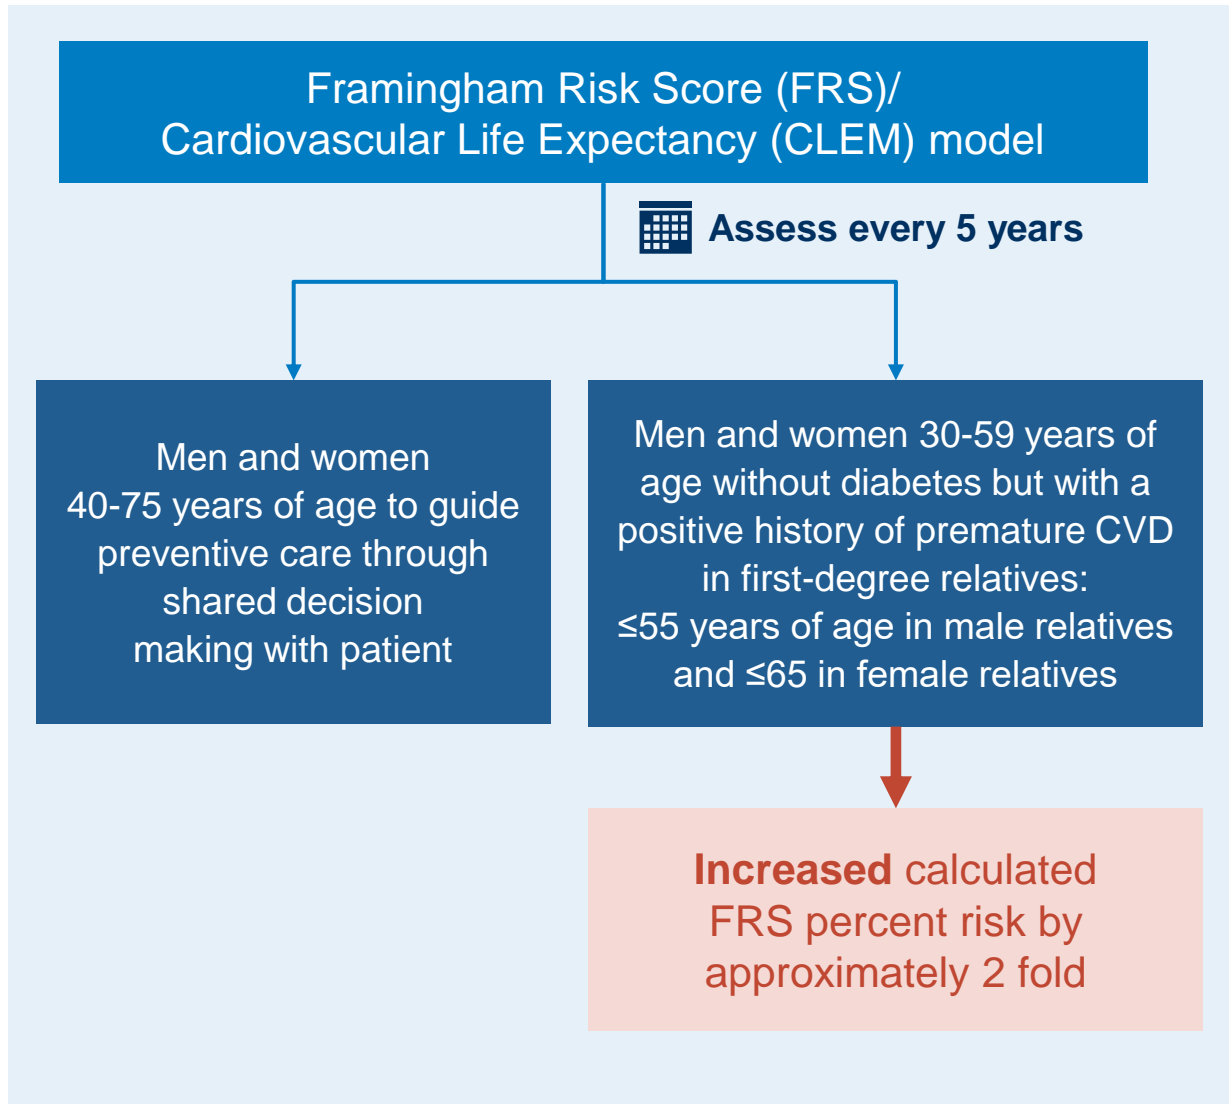 Framingham Risk Score (FRS)/
Cardiovascular Life Expectancy (CLEM) model
Assess every 5 years
Men and women
40-75 years of age to guide
preventive care through
shared decision
making with patient
Men and women 30-59 years of
age without diabetes but with a
positive history of premature CVD
in first-degree relatives:
≤55 years of age in male relatives
and ≤65 in female relatives
Increased calculated
FRS percent risk by
approximately 2 fold